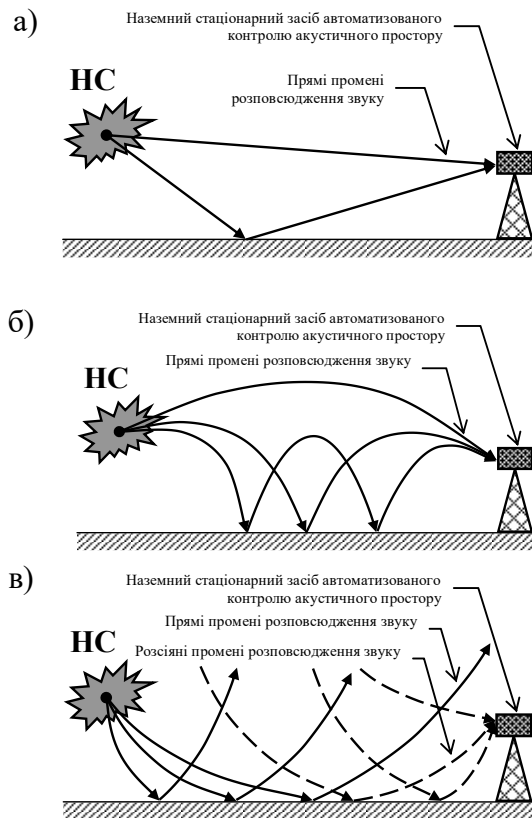 а)
Наземний стаціонарний засіб автоматизованого
контролю акустичного простору
НС
Прямі промені
розповсюдження звуку
б)
Наземний стаціонарний засіб автоматизованого
контролю акустичного простору
Прямі промені розповсюдження звуку
НС
в)
Наземний стаціонарний засіб автоматизованого
контролю акустичного простору
Прямі промені розповсюдження звуку
НС
Розсіяні промені розповсюдження звуку